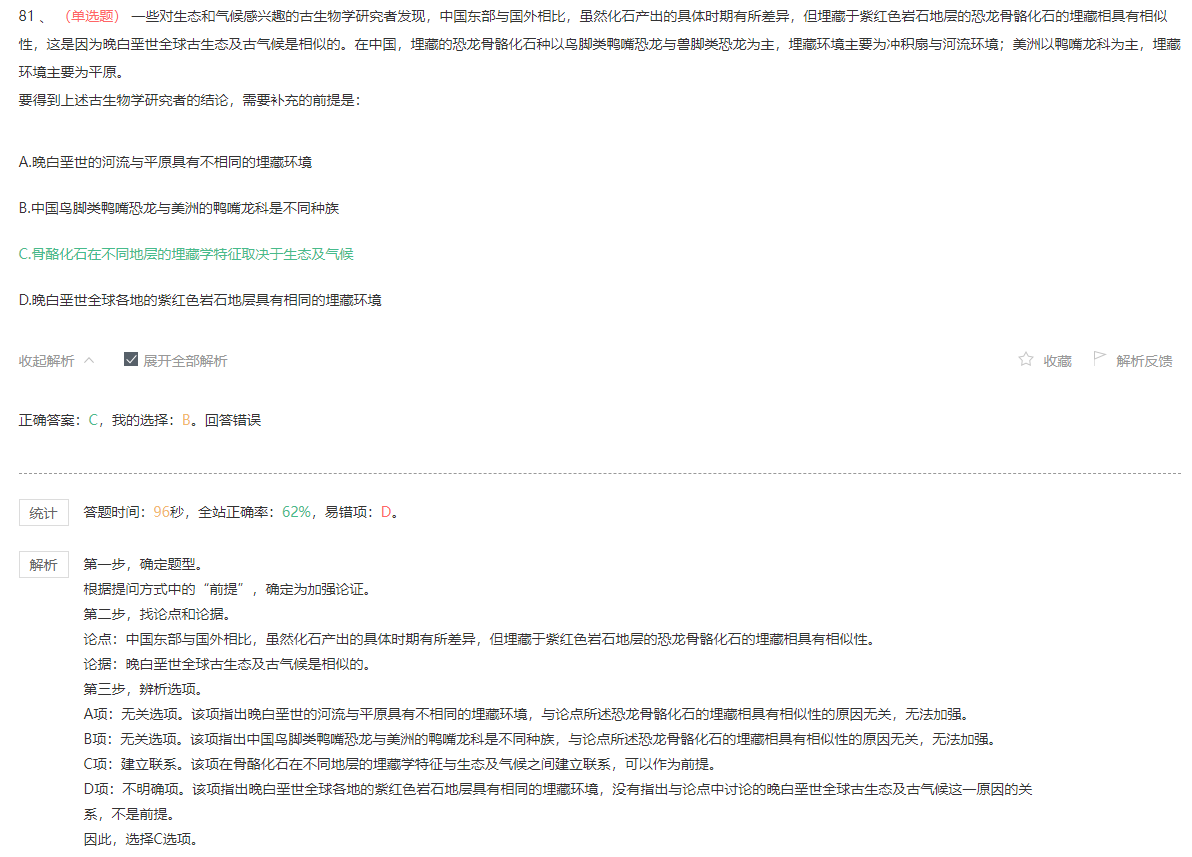 81 、 （单选题） 一些对生态和气候感兴趣的古生物学研究者发现，中国东部与国外相比，虽然化石产出的具体时期有所差异，但埋藏于紫红色岩石地层的恐龙骨骼化石的埋藏相具有相似
性，这是因为晚白垩世全球古生态及古气候是相似的。在中国，埋藏的恐龙骨骼化石种以鸟脚类鸭嘴恐龙与兽脚类恐龙为主，埋藏环境主要为冲积扇与河流环境；美洲以鸭嘴龙科为主，埋藏
环境主要为平原。
要得到上述古生物学研究者的结论，需要补充的前提是：
A.晚白垩世的河流与平原具有不相同的埋藏环境
B.中国鸟脚类鸭嘴恐龙与美洲的鸭嘴龙科是不同种族
C.骨骼化石在不同地层的埋藏学特征取决于生态及气候
D.晚白垩世全球各地的紫红色岩石地层具有相同的埋藏环境
收起解析 展开全部解析 收藏 解析反馈
正确答案：C，我的选择：B。回答错误
统计 答题时间：96秒，全站正确率：62%，易错项：D。
解析 第一步，确定题型。
根据提问方式中的“前提”，确定为加强论证。
第二步，找论点和论据。
论点：中国东部与国外相比，虽然化石产出的具体时期有所差异，但埋藏于紫红色岩石地层的恐龙骨骼化石的埋藏相具有相似性。
论据：晚白垩世全球古生态及古气候是相似的。
第三步，辨析选项。
A项：无关选项。该项指出晚白垩世的河流与平原具有不相同的埋藏环境，与论点所述恐龙骨骼化石的埋藏相具有相似性的原因无关，无法加强。
B项：无关选项。该项指出中国鸟脚类鸭嘴恐龙与美洲的鸭嘴龙科是不同种族，与论点所述恐龙骨骼化石的埋藏相具有相似性的原因无关，无法加强。
C项：建立联系。该项在骨骼化石在不同地层的埋藏学特征与生态及气候之间建立联系，可以作为前提。
D项：不明确项。该项指出晚白垩世全球各地的紫红色岩石地层具有相同的埋藏环境，没有指出与论点中讨论的晚白垩世全球古生态及古气候这一原因的关
系，不是前提。
因此，选择C选项。